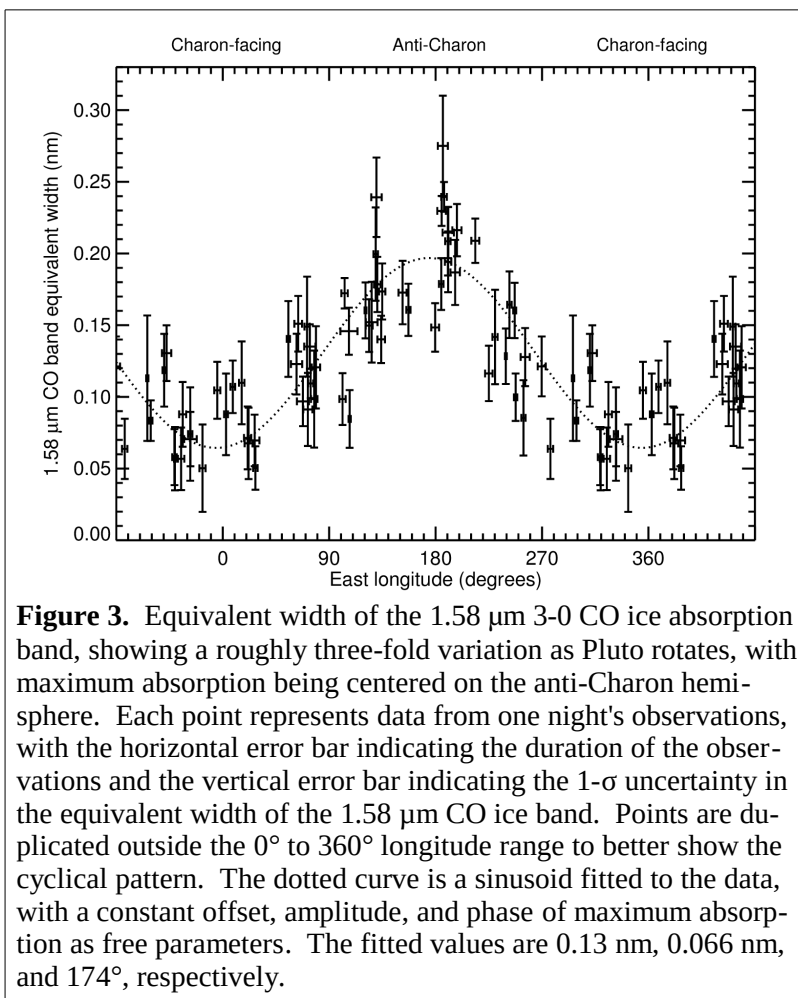 Charon-facing Anti-Charon Charon-facing
0.30
0.25
0.20
0.15
0.10
0.05
0.00
1.58 µm CO band equivalent width (nm)
0 90 180 270 360
East longitude (degrees)
Figure 3. Equivalent width of the 1.58 µm 3-0 CO ice absorption
band, showing a roughly three-fold variation as Pluto rotates, with
maximum absorption being centered on the anti-Charon hemi-
sphere. Each point represents data from one night's observations,
with the horizontal error bar indicating the duration of the obser-
vations and the vertical error bar indicating the 1-σ uncertainty in
the equivalent width of the 1.58 µm CO ice band. Points are du-
plicated outside the 0° to 360° longitude range to better show the
cyclical pattern. The dotted curve is a sinusoid fitted to the data,
with a constant offset, amplitude, and phase of maximum absorp-
tion as free parameters. The fitted values are 0.13 nm, 0.066 nm,
and 174°, respectively.